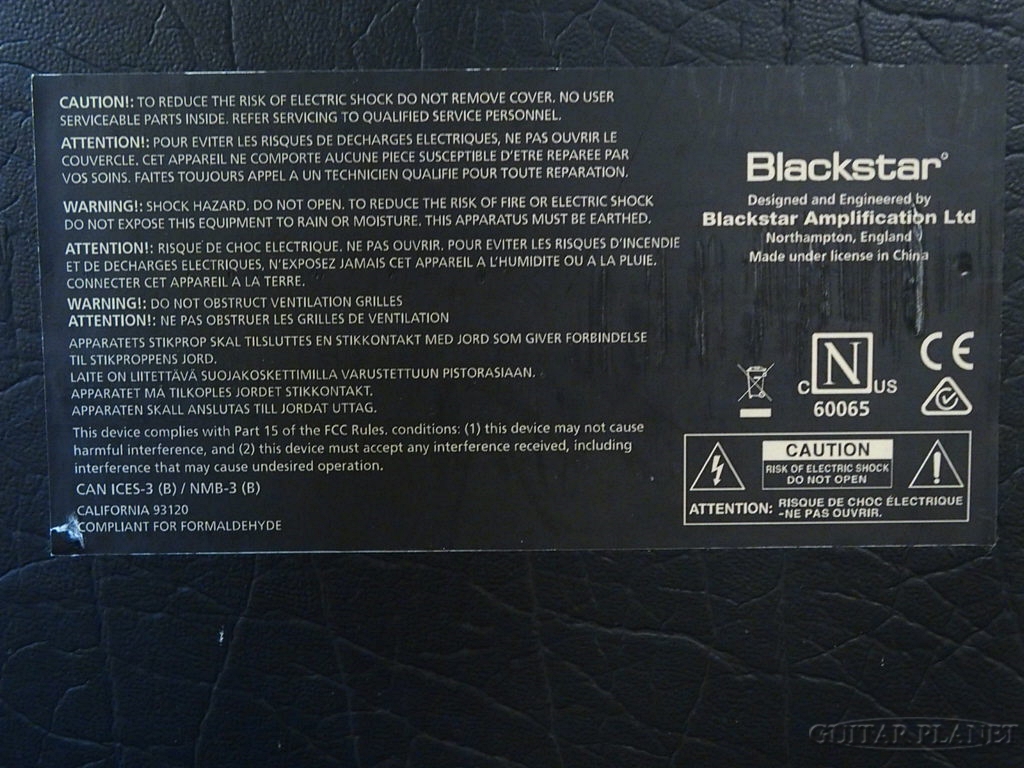 CAUTION!: TO REDUCE THE RISK OF ELECTRIC SHOCK DO NOT REMOVE COVER. NO USER
SERVICEABLE PARTS INSIDE. REFER SERVICING TO QUALIFIED SERVICE PERSONNEL.
ATTENTION!: POUR EVITER LES RISQUES DE DECHARGES ELECTRIQUES, NE PAS OUVRIR LE
COUVERCLE. CET APPAREIL NE COMPORTE AUCUNE PIECE SUSCEPTIBLE D'ETRE REPAREE PAR
VOS SOINS. FAITES TOUJOURS APPEL A UN TECHNICIEN QUALIFIE POUR TOUTE REPARATION.
WARNING!: SHOCK HAZARD. DO NOT OPEN. TO REDUCE THE RISK OF FIRE OR ELECTRIC SHOCK
DO NOT EXPOSE THIS EQUIPMENT TO RAIN OR MOISTURE. THIS APPARATUS MUST BE EARTHED.
ATTENTION!: RISQUE DE CHOC ELECTRIQUE. NE PAS OUVRIR. POUR EVITER LES RISQUES D'INCENDIE
ET DE DECHARGES ELECTRIQUES, N'EXPOSEZ JAMAIS CET APPAREIL A L'HUMIDITE OU A LA PLUIE.
CONNECTER CET APPAREIL À LA TERRE.
WARNING!: DO NOT OBSTRUCT VENTILATION GRILLES
ATTENTION!: NE PAS OBSTRUER LES GRILLES DE VENTILATION
APPARATETS STIKPROP SKAL TILSLUTTES EN STIKKONTAKT MED JORD SOM GIVER FORBINDELSE
TIL STIKPROPPENS JORD.
LAITE ON LIITETTÄVÄ SUOJAKOSKETTIMILLA VARUSTETTUUN PISTORASIAAN.
APPARATET MÅ TILKOPLES JORDET STIKKONTAKT.
APPARATEN SKALL ANSLUTAS TILL JORDAT UTTAG.
This device complies with Part 15 of the FCC Rules. conditions: (1) this device may not cause
harmful interference, and (2) this device must accept any interference received, including
interference that may cause undesired operation.
CAN ICES-3 (B) / NMB-3 (B)
CALIFORNIA 93120
COMPLIANT FOR FORMALDEHYDE
Blackstar®
Designed and Engineered by
Blackstar Amplification Ltd
Northampton, England
Made under license in China
C N US
60065
CE
CAUTION
RISK OF ELECTRIC SHOCK
DO NOT OPEN
ATTENTION: RISQUE DE CHOC ÉLECTRIQUE
-NE PAS OUVRIR.
GUITAR PLANET